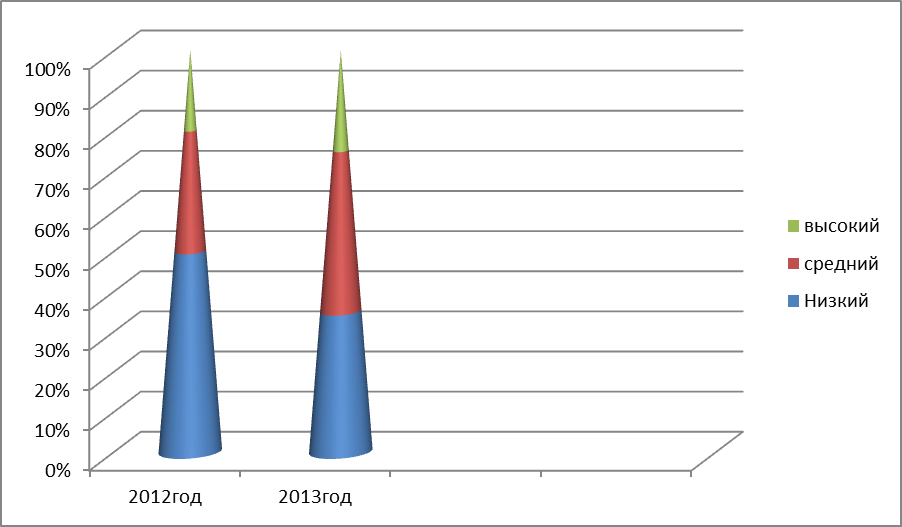 100%
90%
80%
70%
60%
50%
40%
30%
20%
10%
0%
2012год
2013год
высокий
средний
Низкий